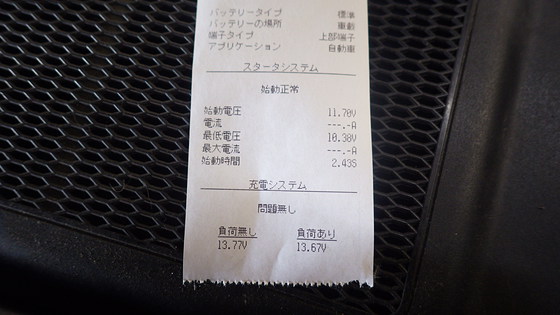 バッテリータイプ 標準
バッテリーの場所 車載
端子タイプ 上部端子
アプリケーション 自動車
スタータシステム
始動正常
始動電圧 11.70V
電流 ---.-A
最低電圧 10.38V
最大電流 ---.-A
始動時間 2.43S
充電システム
問題無し
負荷無し 負荷あり
13.77V 13.67V